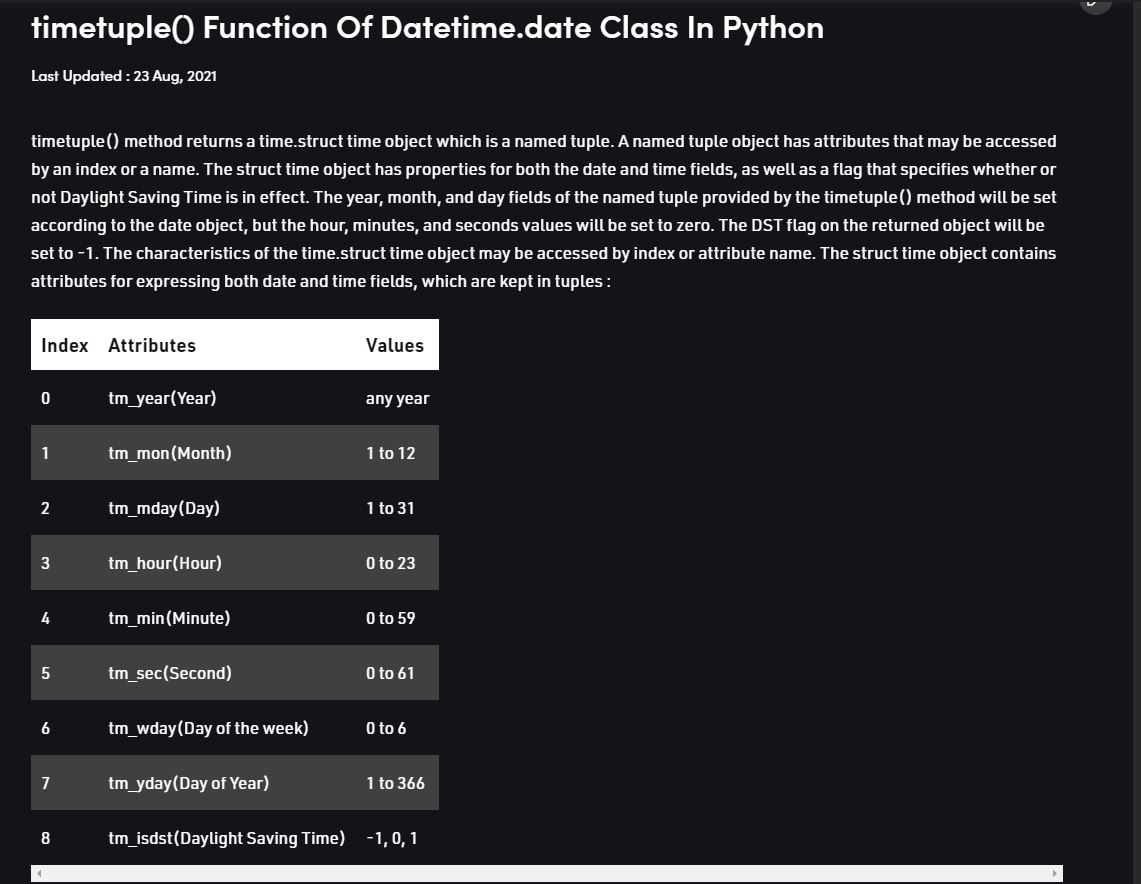 timetuple() Function Of Datetime.date Class In Python
Last Updated : 23 Aug, 2021
timetuple() method returns a time.struct time object which is a named tuple. A named tuple object has attributes that may be accessed
by an index or a name. The struct time object has properties for both the date and time fields, as well as a flag that specifies whether or
not Daylight Saving Time is in effect. The year, month, and day fields of the named tuple provided by the timetuple() method will be set
according to the date object, but the hour, minutes, and seconds values will be set to zero. The DST flag on the returned object will be
set to -1. The characteristics of the time.struct time object may be accessed by index or attribute name. The struct time object contains
attributes for expressing both date and time fields, which are kept in tuples :
Index Attributes Values
0 tm_year(Year) any year
1 tm_mon(Month) 1 to 12
2 tm_mday(Day) 1 to 31
3 tm_hour(Hour) 0 to 23
4 tm_min(Minute) 0 to 59
5 tm_sec(Second) 0 to 61
6 tm_wday(Day of the week) 0 to 6
7 tm_yday(Day of Year) 1 to 366
8 tm_isdst(Daylight Saving Time) -1, 0, 1